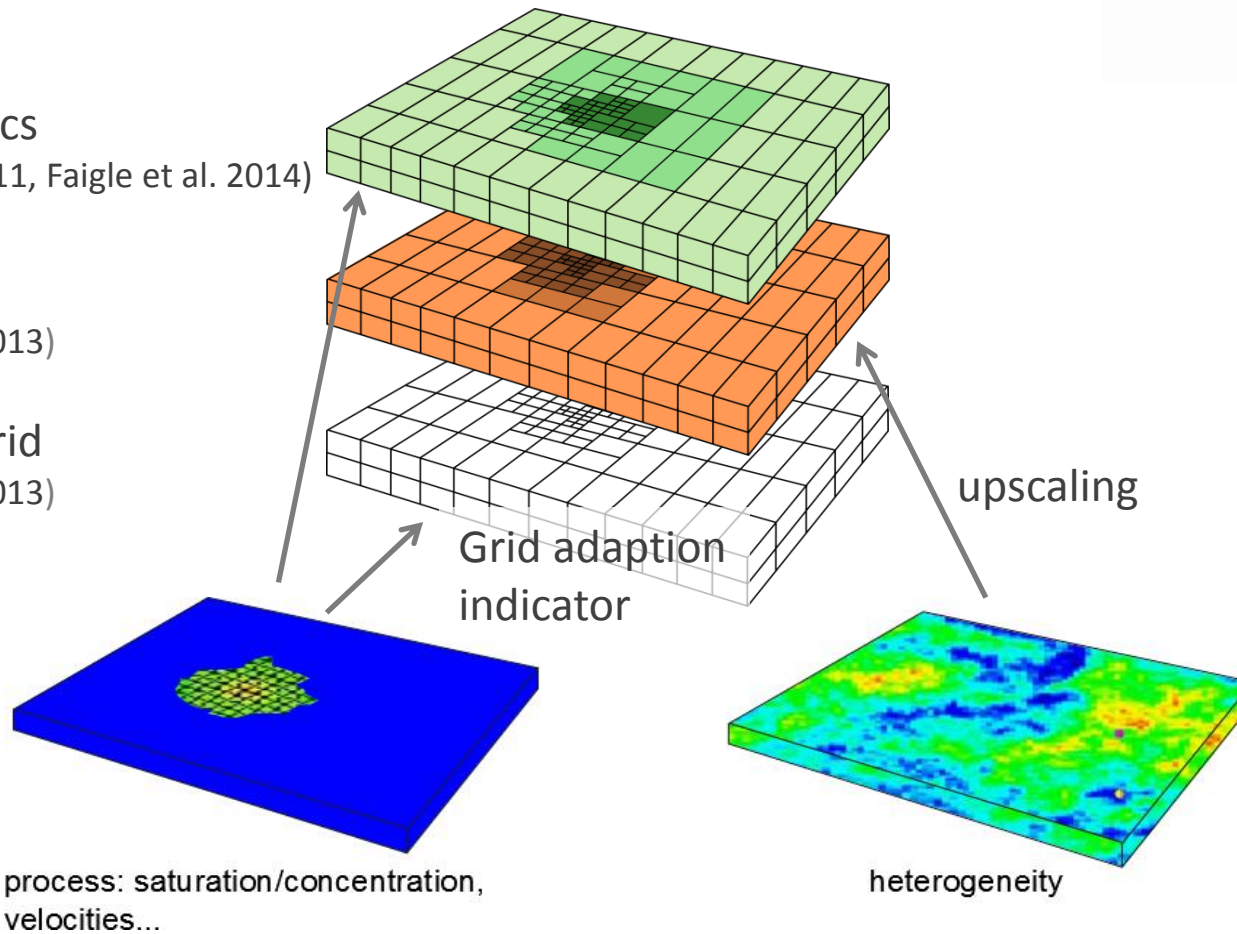 cs
11, Faigle et al. 2014)
013)
rid
013)
upscaling
Grid adaption
indicator
process: saturation/concentration,
velocities...
heterogeneity